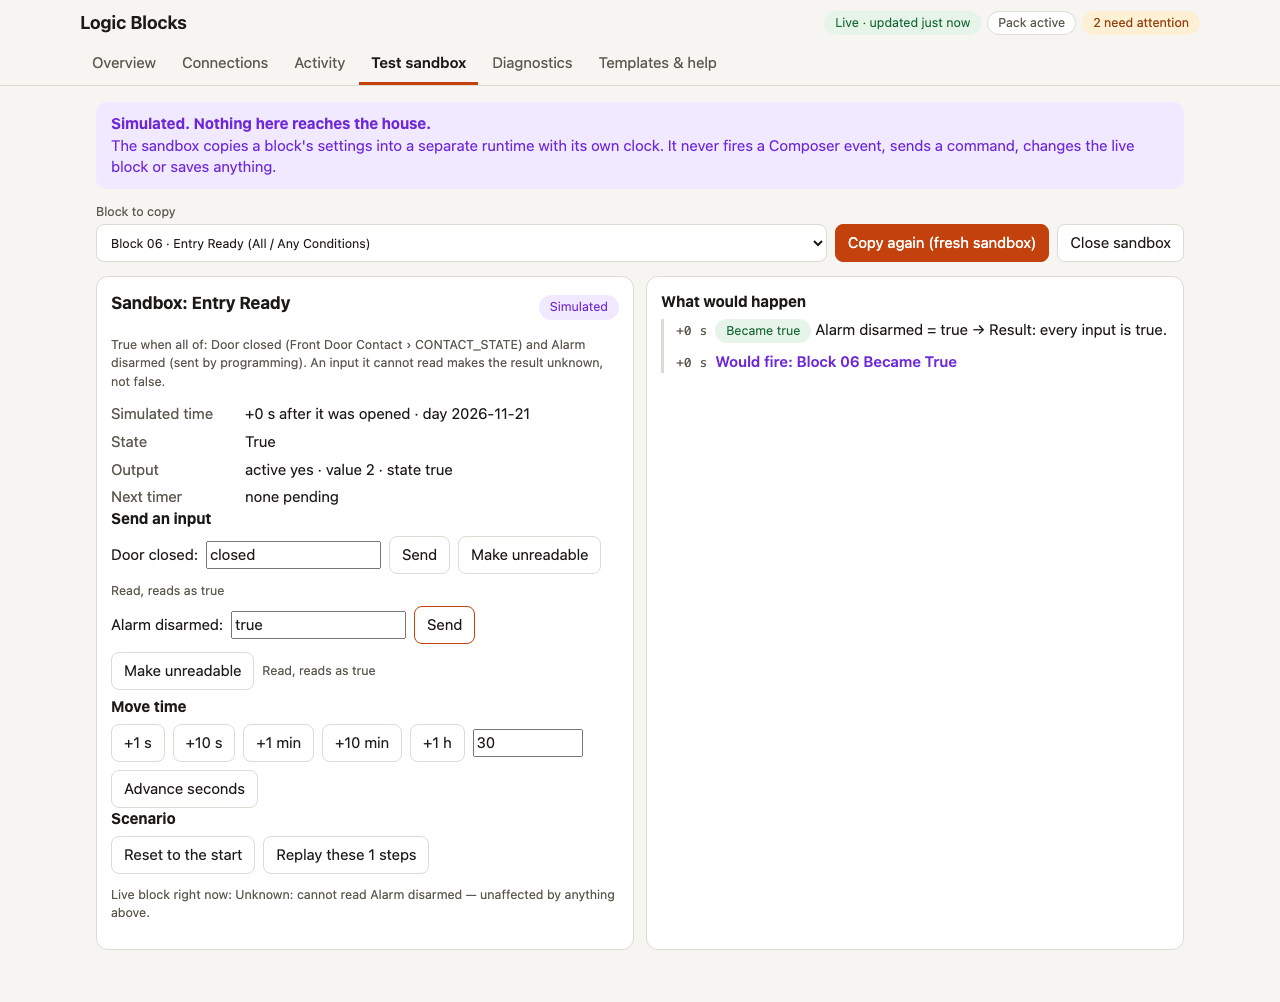 Logic Blocks
Live · updated just now
Pack active
2 need attention
Overview
Connections
Activity
Test sandbox
Diagnostics
Templates & help
Simulated. Nothing here reaches the house.
The sandbox copies a block's settings into a separate runtime with its own clock. It never fires a Composer event, sends a command, changes the live
block or saves anything.
Block to copy
Block 06 · Entry Ready (All / Any Conditions)
Copy again (fresh sandbox)
Close sandbox
Sandbox: Entry Ready
Simulated
True when all of: Door closed (Front Door Contact › CONTACT_STATE) and Alarm
disarmed (sent by programming). An input it cannot read makes the result unknown,
not false.
Simulated time +0 s after it was opened · day 2026-11-21
State True
Output active yes · value 2 · state true
Next timer none pending
Send an input
Door closed: closed Send Make unreadable
Read, reads as true
Alarm disarmed: true Send
Make unreadable Read, reads as true
Move time
+1 s +10 s +1 min +10 min +1 h 30
Advance seconds
Scenario
Reset to the start Replay these 1 steps
Live block right now: Unknown: cannot read Alarm disarmed — unaffected by anything
above.
What would happen
+0 s Became true Alarm disarmed = true → Result: every input is true.
+0 s Would fire: Block 06 Became True